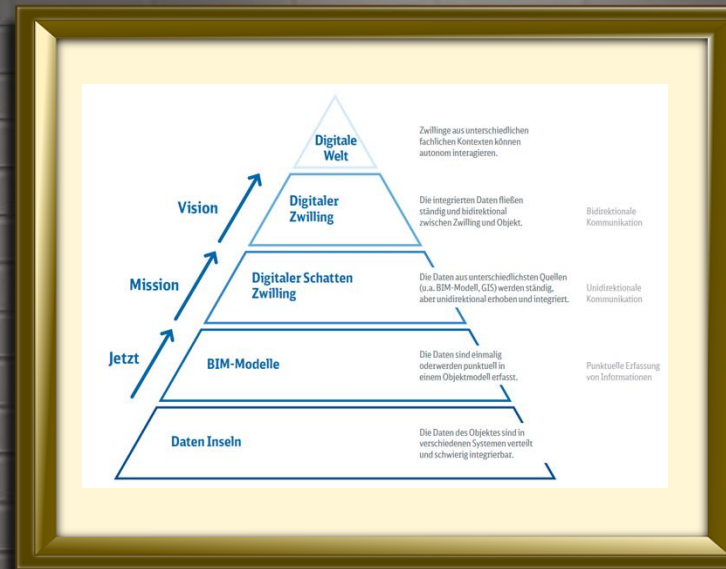 Digitale
Welt
Zwillinge aus unterschiedlichen
fachlichen Kontexten können
autonom interagieren.
Vision
Digitaler
Zwilling
Die integrierten Daten fließen
ständig und bidirektional
zwischen Zwilling und Objekt.
Bidirektionale
Kommunikation
Mission
Digitaler Schatten
Zwilling
Die Daten aus unterschiedlichsten Quellen
(u.a. BIM-Modell, GIS) werden ständig,
aber unidirektional erhoben und integriert.
Unidirektionale
Kommunikation
Jetzt
BIM-Modelle
Die Daten sind einmalig
oderwerden punktuell in
einem Objektmodell erfasst.
Punktuelle Erfassung
von Informationen
Daten Inseln
Die Daten des Objektes sind in
verschiedenen Systemen verteilt
und schwierig integrierbar.